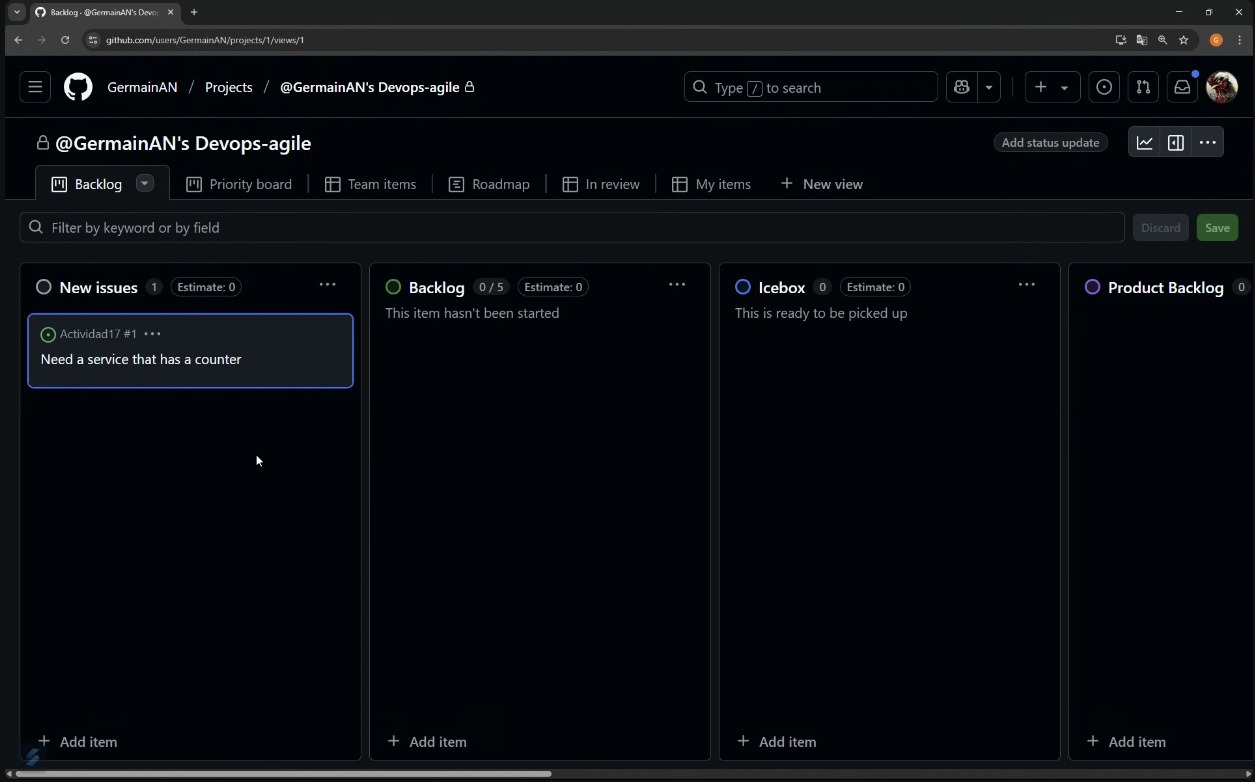 Backlog · @GermainAN's Devo
github.com/users/GermainAN/projects/1/views/1
G
GermainAN / Projects / @GermainAN's Devops-agile
Type / to search
@GermainAN's Devops-agile
Add status update
Backlog
Priority board
Team items
Roadmap
In review
My items
New view
Filter by keyword or by field
Discard
Save
New issues 1 Estimate: 0
Actividad17 #1
Need a service that has a counter
Add item
Backlog 0 / 5 Estimate: 0
This item hasn't been started
Add item
Icebox 0 Estimate: 0
This is ready to be picked up
Add item
Product Backlog 0
Add item